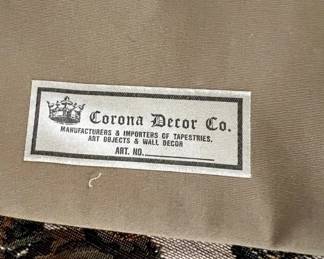 Corona Decor Co.
MANUFACTURERS & IMPORTERS OF TAPESTRIES,
ART OBJECTS & WALL DECOR
ART. NO.